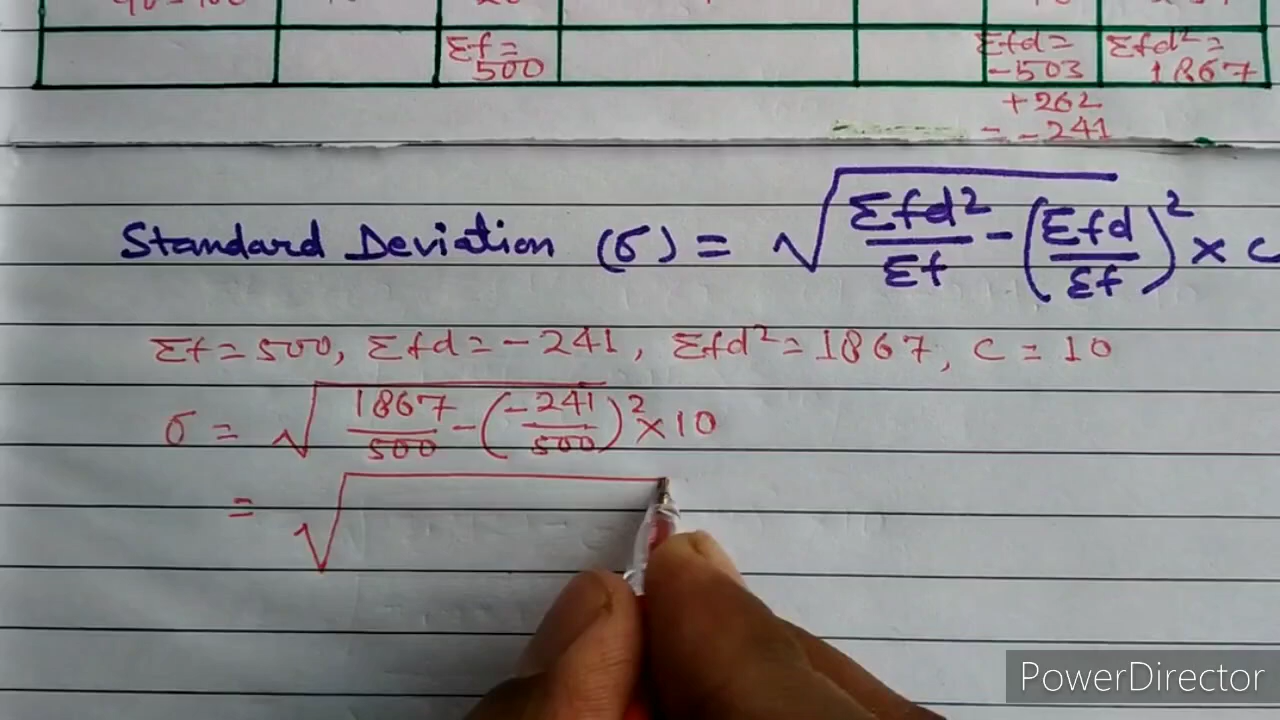 Σf = 500 Σfd = -503 Σfd² = 1867
+262
- -241
Standard Deviation (σ) = √ Σfd²/Σf - (Σfd/Σf)² × C
Σf = 500, Σfd = -241, Σfd² = 1867, C = 10
σ = √ 1867/500 - (-241/500)² × 10
= √
PowerDirector